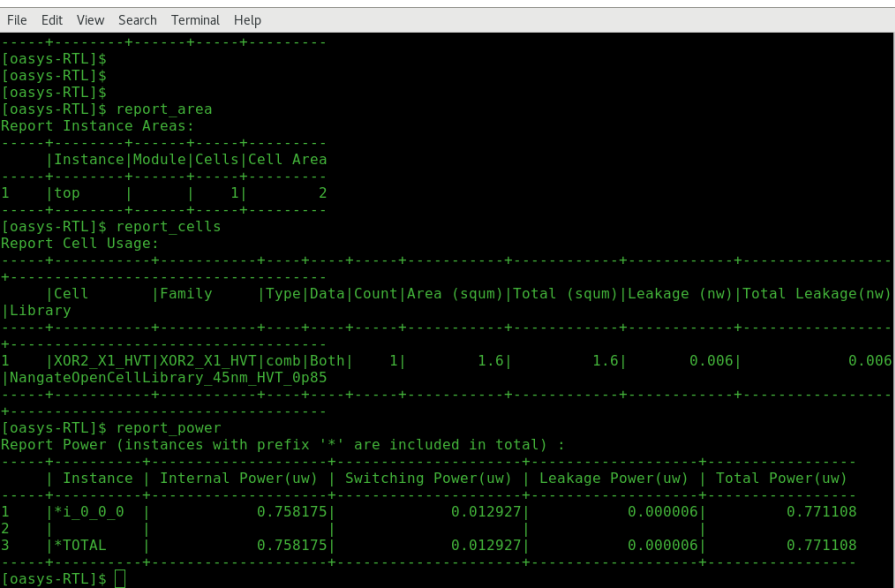 File Edit View Search Terminal Help
-----+--------+------+-----+---------
[oasys-RTL]$
[oasys-RTL]$
[oasys-RTL]$
[oasys-RTL]$ report_area
Report Instance Areas:
-----+--------+------+-----+---------
     |Instance|Module|Cells|Cell Area
-----+--------+------+-----+---------
1    |top     |      |    1|        2
-----+--------+------+-----+---------
[oasys-RTL]$ report_cells
Report Cell Usage:
-----+-----------+-----------+----+----+-----+-----------+------------+------------+-----------------
+------------------------------------
     |Cell       |Family     |Type|Data|Count|Area (squm)|Total (squm)|Leakage (nw)|Total Leakage(nw)
|Library
-----+-----------+-----------+----+----+-----+-----------+------------+------------+-----------------
+------------------------------------
1    |XOR2_X1_HVT|XOR2_X1_HVT|comb|Both|    1|        1.6|         1.6|       0.006|            0.006
|NangateOpenCellLibrary_45nm_HVT_0p85
-----+-----------+-----------+----+----+-----+-----------+------------+------------+-----------------
+------------------------------------
[oasys-RTL]$ report_power
Report Power (instances with prefix '*' are included in total) :
-----+----------+--------------------+---------------------+-------------------+-----------------
     | Instance | Internal Power(uw) | Switching Power(uw) | Leakage Power(uw) | Total Power(uw)
-----+----------+--------------------+---------------------+-------------------+-----------------
1    |*i_0_0_0  |            0.758175|             0.012927|           0.000006|         0.771108
2    |          |                    |                     |                   |
3    |*TOTAL    |            0.758175|             0.012927|           0.000006|         0.771108
-----+----------+--------------------+---------------------+-------------------+-----------------
[oasys-RTL]$